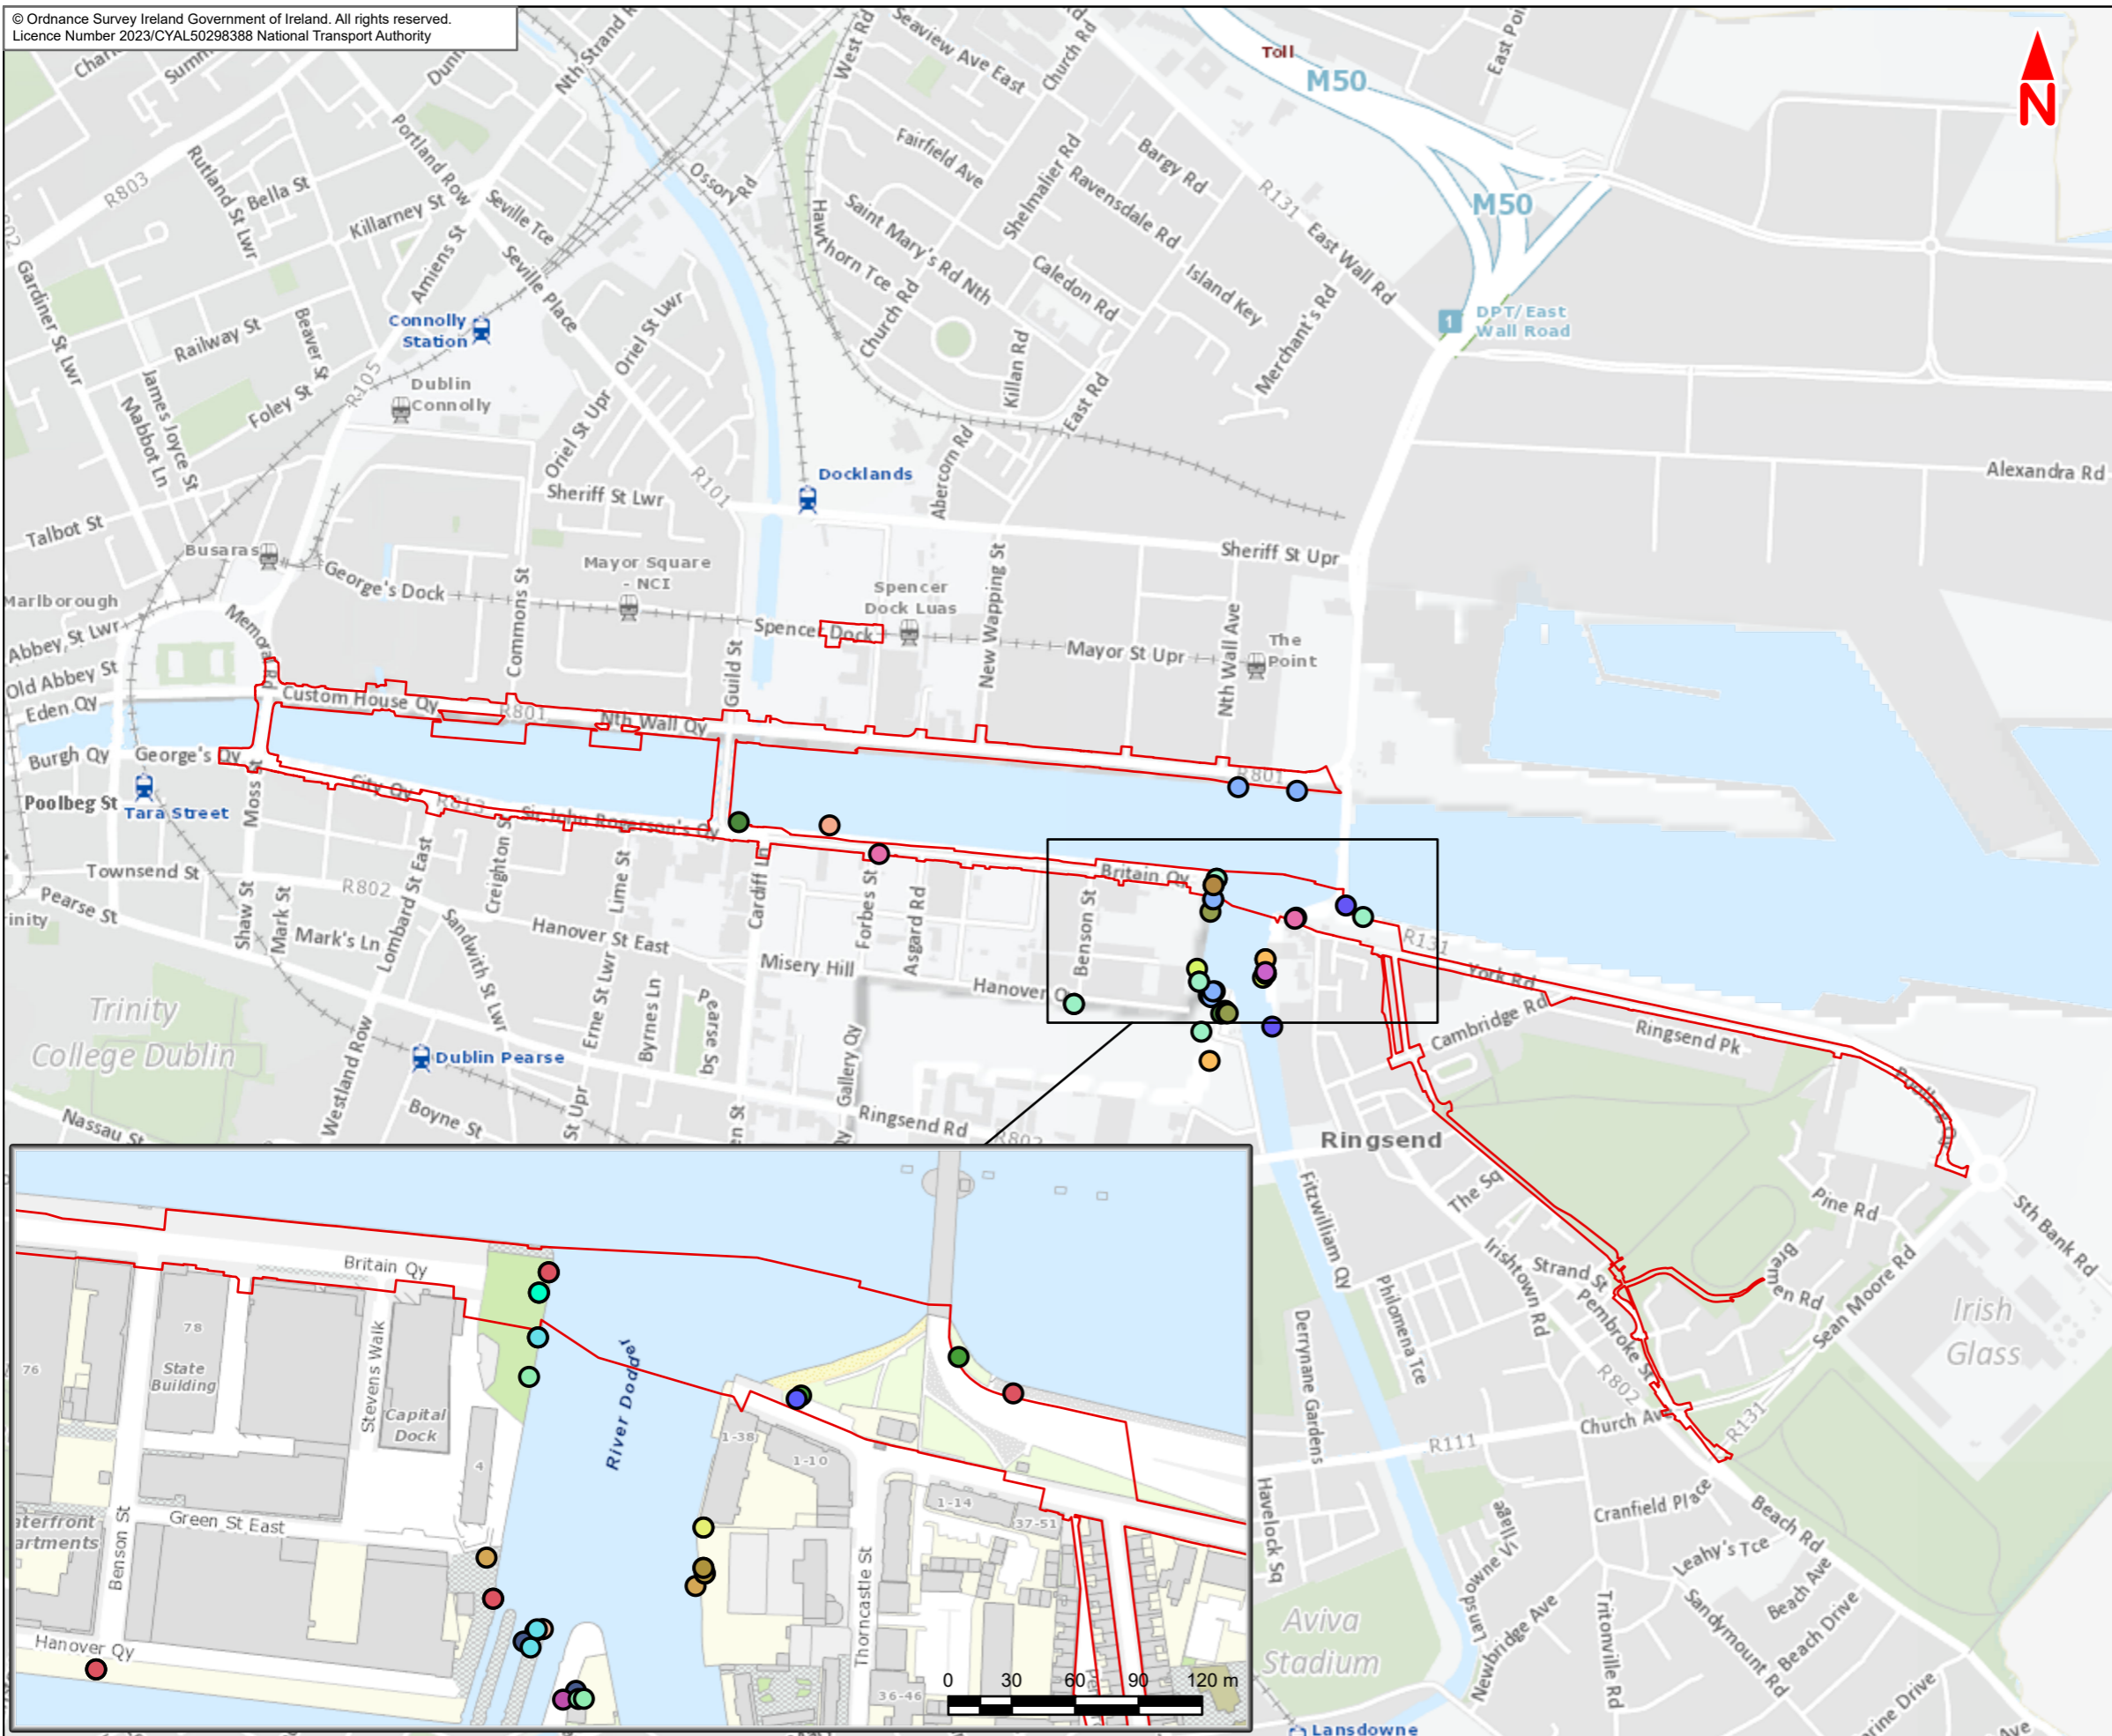 © Ordnance Survey Ireland Government of Ireland. All rights reserved.
Licence Number 2023/CYAL50298388 National Transport Authority
N
Toll
M50
M50
1
DPT/East
Wall Road
Nth Strand R
West Rd
Seaview Ave East
Church Rd
East Poi
Portland Row
R803
Rutland St Lwr
Bella St
Killarney St
Seville Tce
Amiens St
Seville Place
Ossory Rd
Hawthorn Tce
Fairfield Ave
Shelmalier Rd
Bargy Rd
Ravensdale Rd
R131
East Wall Rd
Saint Mary's Rd Nth
Caledon Rd
Island Key
Church Rd
Merchant's Rd
Killan Rd
East Rd
Abercorn Rd
Gardiner St Lwr
Railway St
Beaver St
James Joyce St
Mabbot Ln
Foley St
R105
Connolly
Station
Dublin
Connolly
Oriel St Lwr
Oriel St Upr
R101
Docklands
Alexandra Rd
Talbot St
Busaras
Sheriff St Lwr
Sheriff St Upr
George's Dock
Commons St
Mayor Square
- NCI
Spencer
Dock Luas
Spencer Dock
New Wapping St
Mayor St Upr
Nth Wall Ave
The
Point
Marlborough
Abbey St Lwr
Old Abbey St
Eden Qy
Memorial Rd
Custom House Qy
R801
Nth Wall Qy
Guild St
R801
Burgh Qy
George's Qy
Poolbeg St
Tara Street
Moss St
City Qy
R813
Sir John Rogerson's Qy
Britain Qy
Townsend St
R802
Pearse St
Shaw St
Mark St
Mark's Ln
Lombard St East
Creighton St
Sandwith St Lwr
Lime St
Hanover St East
Cardiff Ln
Forbes St
Asgard Rd
Benson St
Misery Hill
Hanover Q
Erne St Lwr
Byrnes Ln
Pearse Sq
Gallery Qy
R131
York Rd
Cambridge Rd
Ringsend Pk
Trinity
College Dublin
Westland Row
Dublin Pearse
Boyne St
Nassau St
St Upr
en St
Ringsend Rd
R802
Ringsend
The Sq
Fitzwilliam Qy
Pine Rd
Sth Bank Rd
Bremen Rd
Sean Moore Rd
Irish
Glass
Irishtown Rd
Strand St
Pembroke St
Philomena Tce
Derrynane Gardens
R802
R111
Church Ave
R131
Cranfield Place
Beach Rd
Leahy's Tce
Beach Ave
Beach Drive
Havelock Sq
Lansdowne Village
Newbridge Ave
Tritonville Rd
Sandymount Rd
Aviva
Stadium
Lansdowne
Britain Qy
78
State
Building
76
Stevens Walk
Capital
Dock
4
River Dodder
1-38
1-10
1-14
37-51
Green St East
Benson St
Hanover Qy
Thorncastle St
36-46
0 30 60 90 120 m